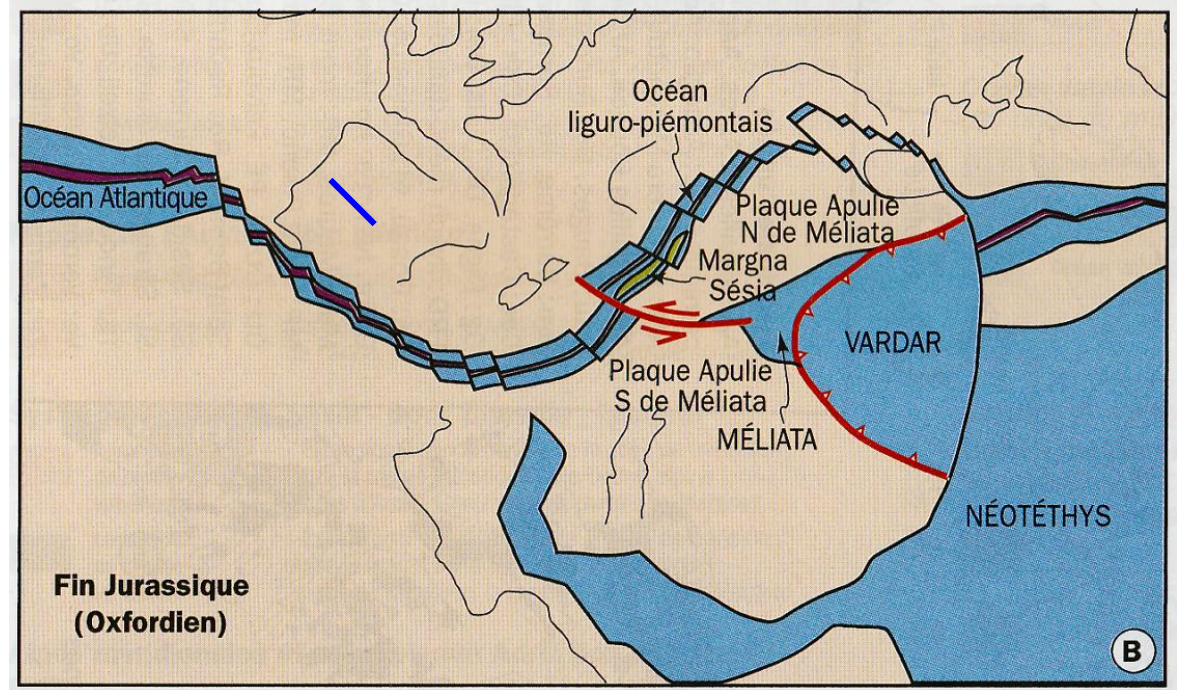 Océan
liguro-piémontais
Océan Atlantique
Plaque Apulie
N de Méliata
Margna
Sésia
VARDAR
Plaque Apulie
S de Méliata
MÉLIATA
NÉOTÉTHYS
Fin Jurassique
(Oxfordien)
B